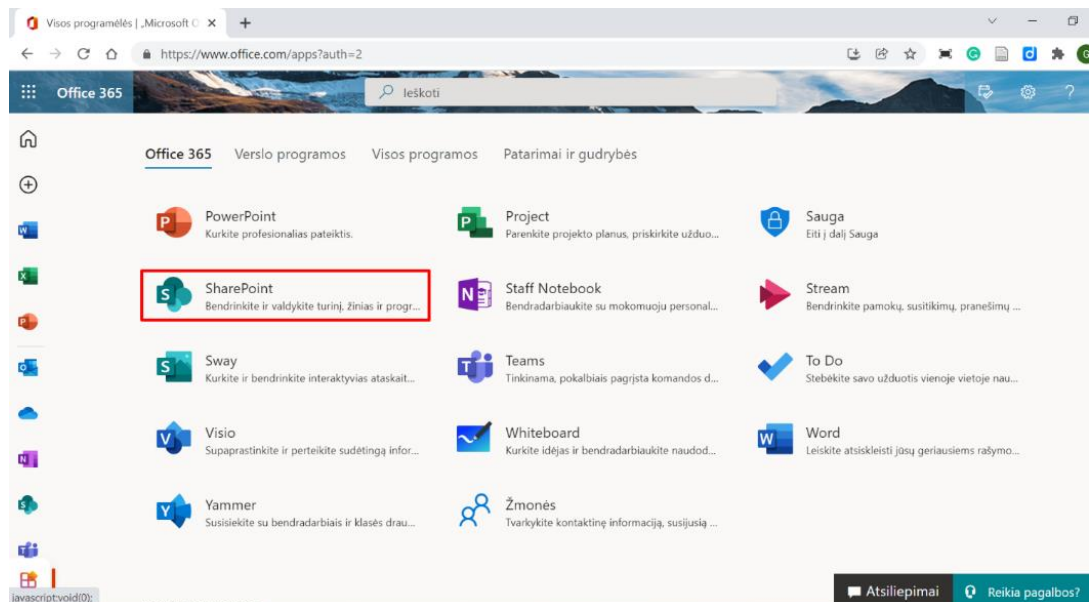 Visos programėlės | „Microsoft O
https://www.office.com/apps?auth=2
Office 365
Ieškoti
Office 365 Verslo programos Visos programos Patarimai ir gudrybės
PowerPoint
Kurkite profesionalias pateiktis.
Project
Parenkite projekto planus, priskirkite užduo...
Sauga
Eiti į dalį Sauga
SharePoint
Bendrinkite ir valdykite turinį, žinias ir progr...
Staff Notebook
Bendradarbiaukite su mokomuoju personal...
Stream
Bendrinkite pamokų, susitikimų, pranešimų ...
Sway
Kurkite ir bendrinkite interaktyvias ataskait...
Teams
Tinkinama, pokalbiais pagrįsta komandos d...
To Do
Stebėkite savo užduotis vienoje vietoje nau...
Visio
Supaprastinkite ir perteikite sudėtingą infor...
Whiteboard
Kurkite idėjas ir bendradarbiaukite naudod...
Word
Leiskite atsiskleisti jūsų geriausiems rašymo...
Yammer
Susisiekite su bendradarbiais ir klasės drau...
Žmonės
Tvarkykite kontaktinę informaciją, susijusią ...
Atsiliepimai
Reikia pagalbos?
javascript:void(0);